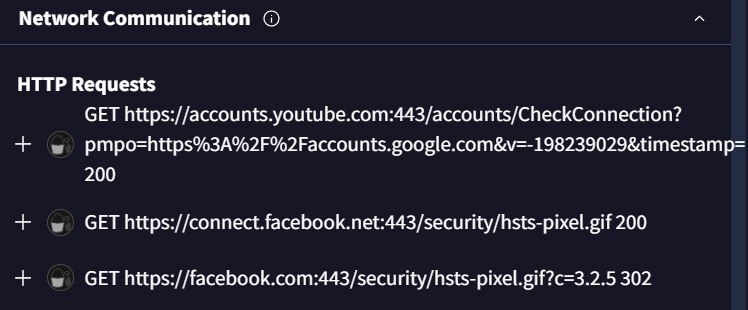 Network Communication
HTTP Requests
GET https://accounts.youtube.com:443/accounts/CheckConnection?
pmpo=https%3A%2F%2Faccounts.google.com&v=-198239029&timestamp=
200
GET https://connect.facebook.net:443/security/hsts-pixel.gif 200
GET https://facebook.com:443/security/hsts-pixel.gif?c=3.2.5 302